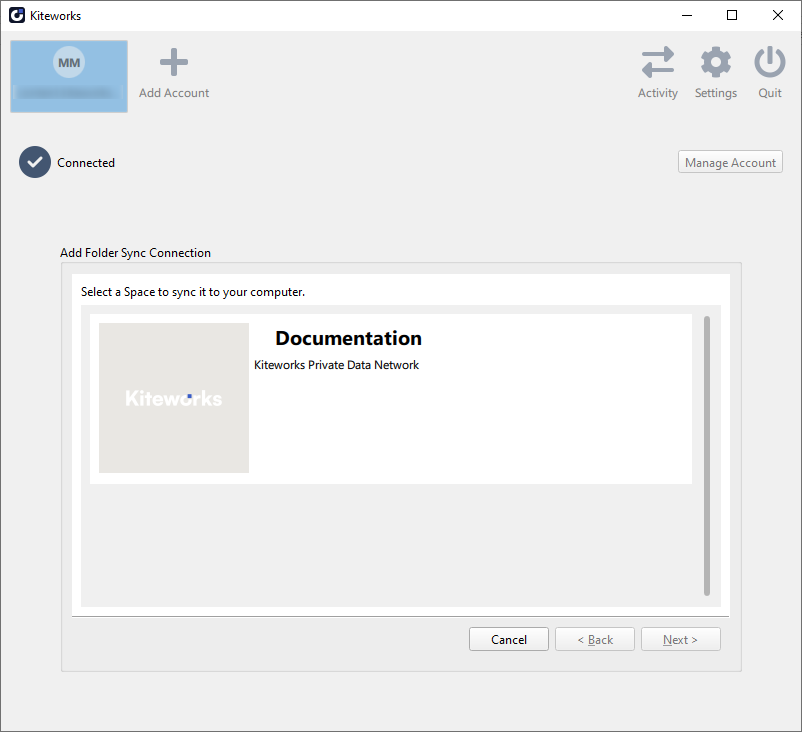 Kiteworks
MM
Add Account
Activity
Settings
Quit
Connected
Manage Account
Add Folder Sync Connection
Select a Space to sync it to your computer.
Kiteworks
Documentation
Kiteworks Private Data Network
Cancel
< Back
Next >